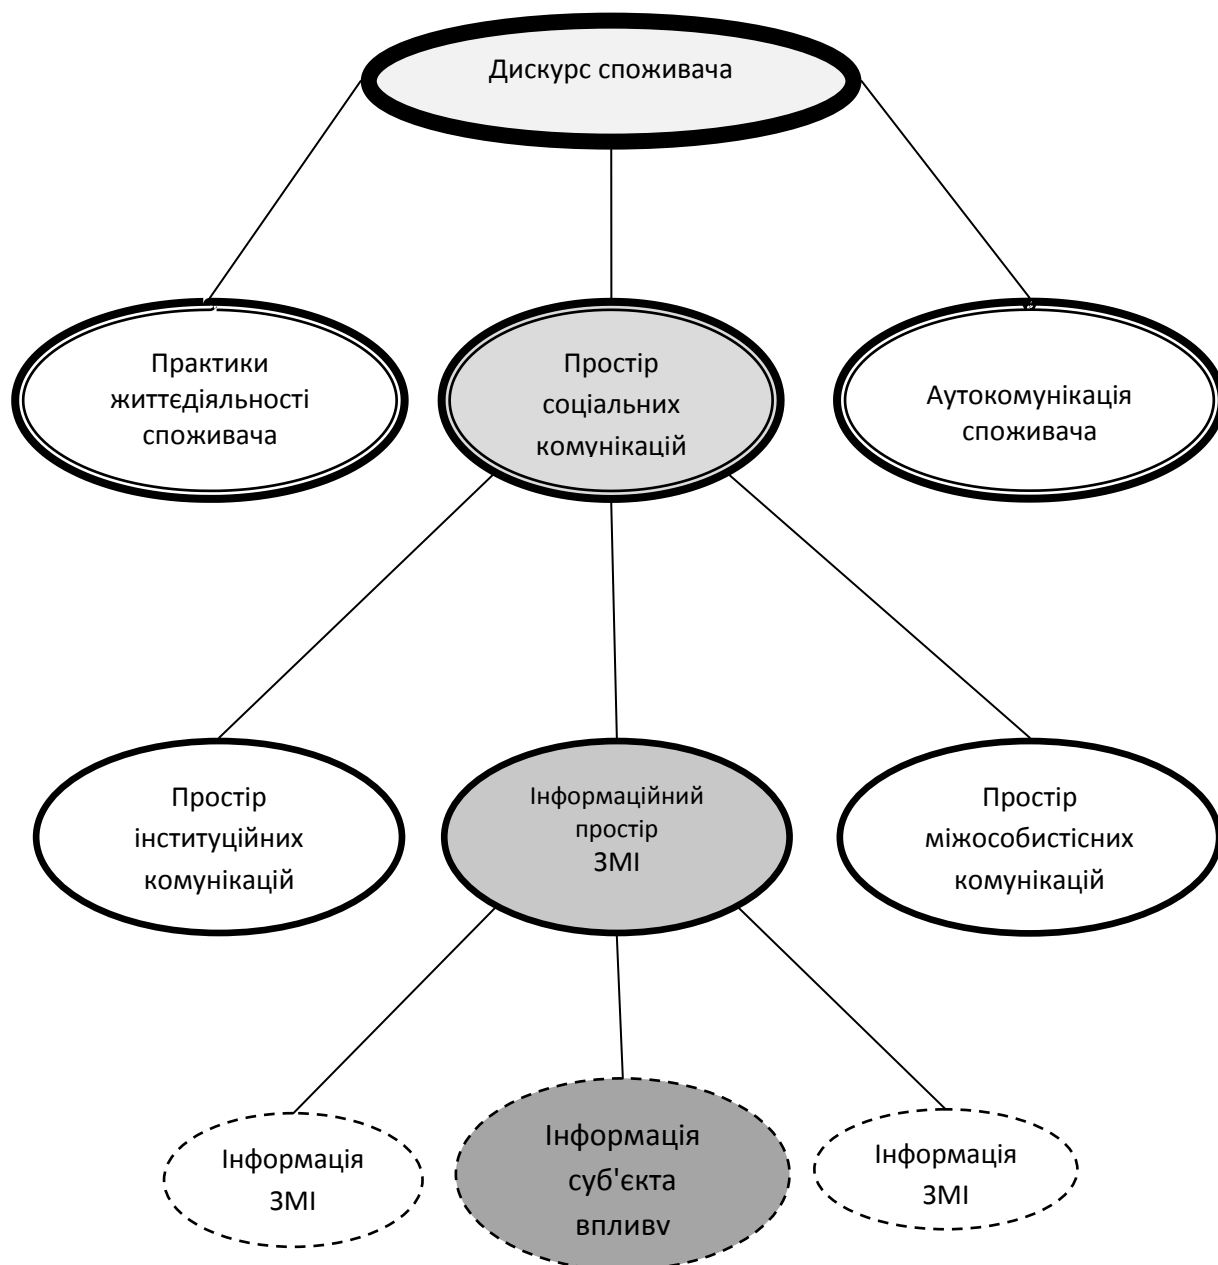 Дискурс споживача
Практики
життєдіяльності
споживача
Простір
соціальних
комунікацій
Аутокомунікація
споживача
Простір
інституційних
комунікацій
Інформаційний
простір
ЗМІ
Простір
міжособистісних
комунікацій
Інформація
ЗМІ
Інформація
суб'єкта
впливу
Інформація
ЗМІ